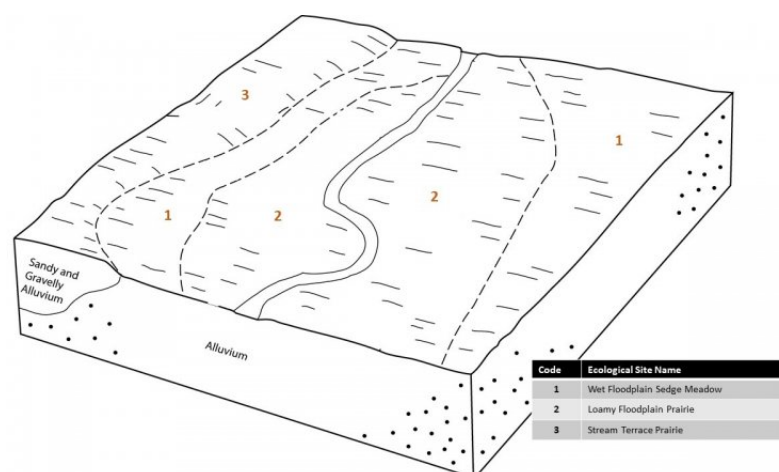 3
1
1
2
2
Sandy and
Gravelly
Alluvium
Alluvium
Code Ecological Site Name
1 Wet Floodplain Sedge Meadow
2 Loamy Floodplain Prairie
3 Stream Terrace Prairie